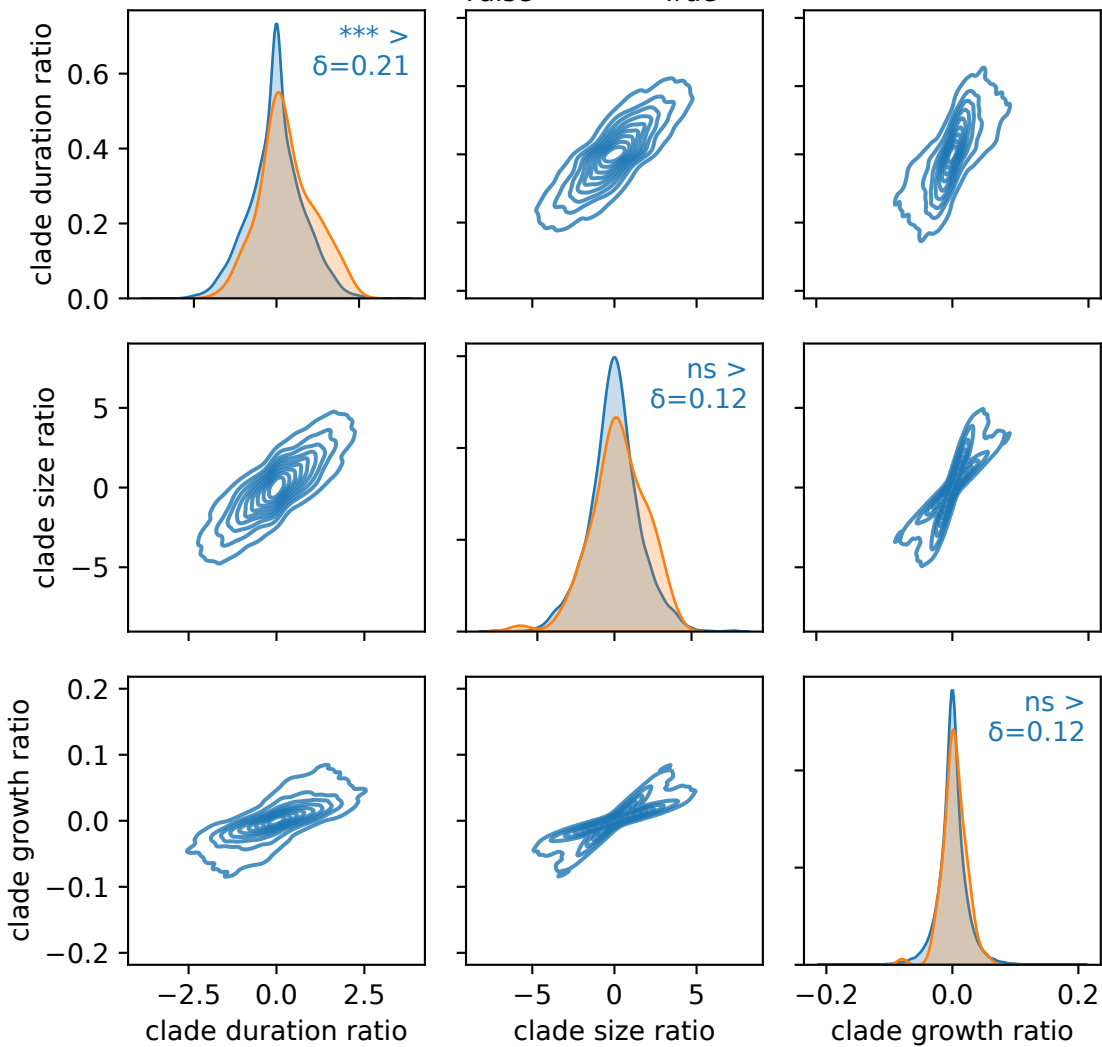 clade duration ratio
0.6
0.4
0.2
0.0
*** >
δ=0.21
clade size ratio
5
0
−5
ns >
δ=0.12
clade growth ratio
0.2
0.1
0.0
−0.1
−0.2
ns >
δ=0.12
−2.5 0.0 2.5
clade duration ratio
−5 0 5
clade size ratio
−0.2 0.0 0.2
clade growth ratio